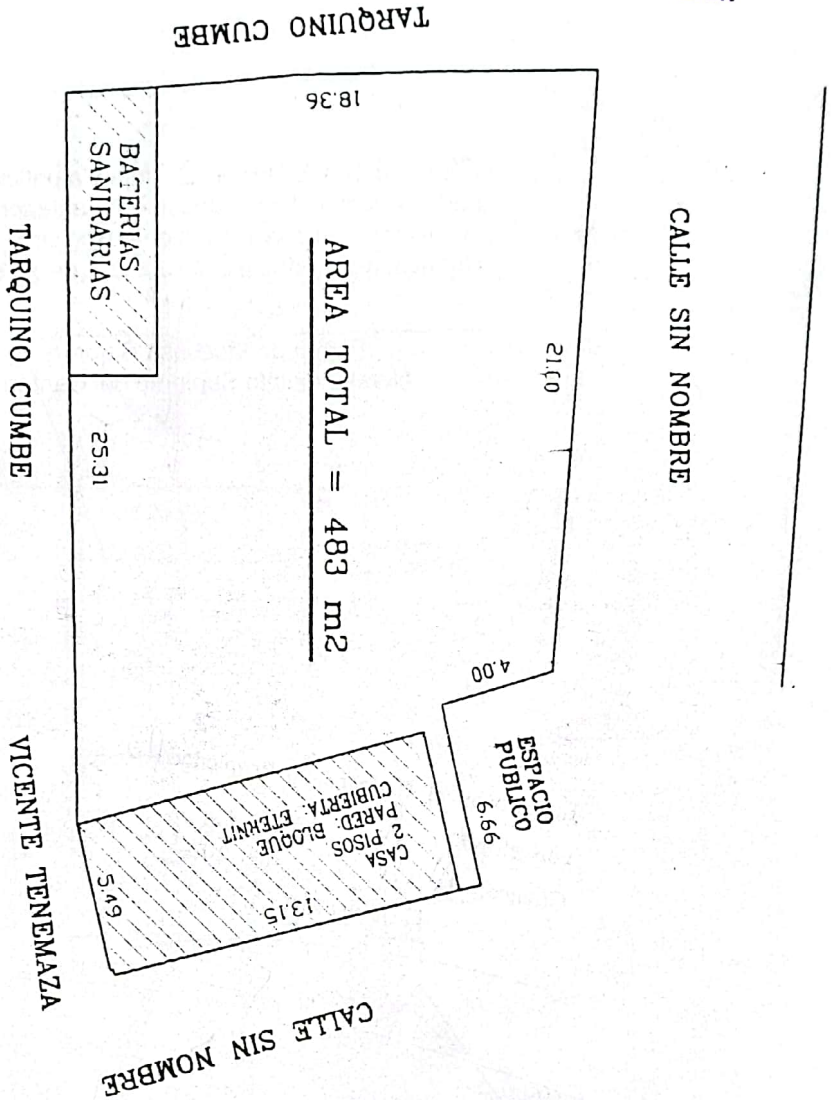 TARQUINO CUMBE
18.36
CALLE SIN NOMBRE
21.00
BATERIAS
SANIRARIAS
AREA TOTAL = 483 m2
TARQUINO CUMBE
25.31
4.00
ESPACIO
PUBLICO
6.66
CASA
2 PISOS
PARED: BLOQUE
CUBIERTA: ETERNIT
13.15
5.49
VICENTE TENEMAZA
CALLE SIN NOMBRE